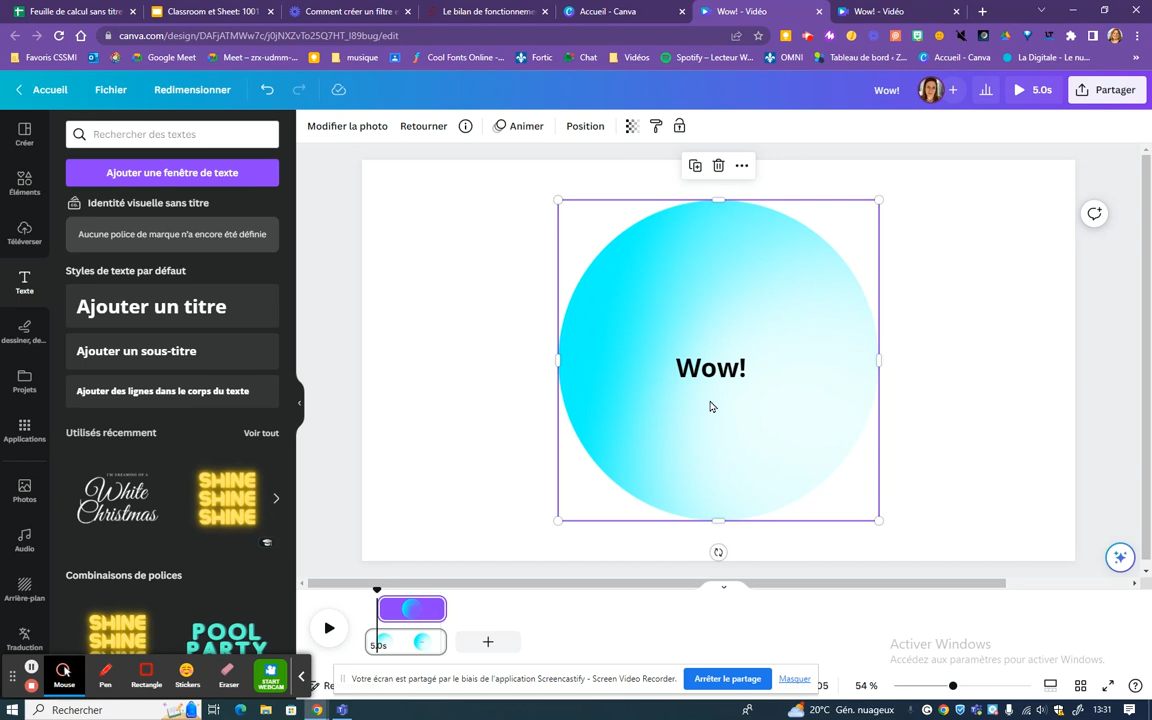 Feuille de calcul sans titre
Classroom et Sheet: 1001
Comment créer un filtre e
Le bilan de fonctionneme
Accueil - Canva
Wow! - Vidéo
Wow! - Vidéo
canva.com/design/DAFjATMWw7c/j0jNXZvTo25Q7HT_I89bug/edit
Favoris CSSMI
Google Meet
Meet – zrx-udmm-...
musique
Cool Fonts Online -...
Fortic
Chat
Vidéos
Spotify – Lecteur W...
OMNI
Tableau de bord ‹ Z...
Accueil - Canva
La Digitale - Le nu...
Accueil
Fichier
Redimensionner
Wow!
5.0s
Partager
Créer
Éléments
Téléverser
Texte
dessiner, de...
Projets
Applications
Photos
Audio
Arrière-plan
Traduction
Rechercher des textes
Ajouter une fenêtre de texte
Identité visuelle sans titre
Aucune police de marque n'a encore été définie
Styles de texte par défaut
Ajouter un titre
Ajouter un sous-titre
Ajouter des lignes dans le corps du texte
Utilisés récemment
Voir tout
I'M DREAMING OF A
White
Christmas
SHINE
SHINE
SHINE
Combinaisons de polices
SHINE
SHINE
POOL
PARTY
Modifier la photo
Retourner
Animer
Position
Wow!
5.0s
Activer Windows
Accédez aux paramètres pour activer Windows.
Mouse
Pen
Rectangle
Stickers
Eraser
START
WEBCAM
Votre écran est partagé par le biais de l'application Screencastify - Screen Video Recorder.
Arrêter le partage
Masquer
54 %
Rechercher
20°C Gén. nuageux
13:31